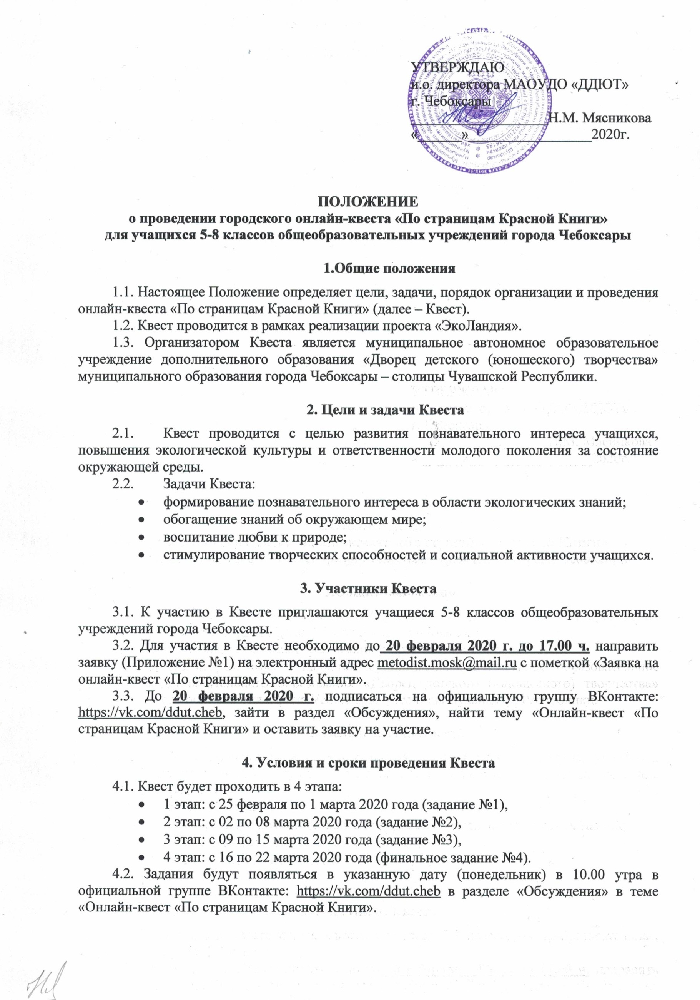 УТВЕРЖДАЮ
и.о. директора МАОУДО «ДДЮТ»
г. Чебоксары
Н.М. Мясникова
«______»_________________2020г.
ПОЛОЖЕНИЕ
о проведении городского онлайн-квеста «По страницам Красной Книги»
для учащихся 5-8 классов общеобразовательных учреждений города Чебоксары
1.Общие положения
1.1. Настоящее Положение определяет цели, задачи, порядок организации и проведения
онлайн-квеста «По страницам Красной Книги» (далее – Квест).
1.2. Квест проводится в рамках реализации проекта «ЭкоЛандия».
1.3. Организатором Квеста является муниципальное автономное образовательное
учреждение дополнительного образования «Дворец детского (юношеского) творчества»
муниципального образования города Чебоксары – столицы Чувашской Республики.
2. Цели и задачи Квеста
2.1. Квест проводится с целью развития познавательного интереса учащихся,
повышения экологической культуры и ответственности молодого поколения за состояние
окружающей среды.
2.2. Задачи Квеста:
• формирование познавательного интереса в области экологических знаний;
• обогащение знаний об окружающем мире;
• воспитание любви к природе;
• стимулирование творческих способностей и социальной активности учащихся.
3. Участники Квеста
3.1. К участию в Квесте приглашаются учащиеся 5-8 классов общеобразовательных
учреждений города Чебоксары.
3.2. Для участия в Квесте необходимо до 20 февраля 2020 г. до 17.00 ч. направить
заявку (Приложение №1) на электронный адрес metodist.mosk@mail.ru с пометкой «Заявка на
онлайн-квест «По страницам Красной Книги».
3.3. До 20 февраля 2020 г. подписаться на официальную группу ВКонтакте:
https://vk.com/ddut.cheb, зайти в раздел «Обсуждения», найти тему «Онлайн-квест «По
страницам Красной Книги» и оставить заявку на участие.
4. Условия и сроки проведения Квеста
4.1. Квест будет проходить в 4 этапа:
• 1 этап: с 25 февраля по 1 марта 2020 года (задание №1),
• 2 этап: с 02 по 08 марта 2020 года (задание №2),
• 3 этап: с 09 по 15 марта 2020 года (задание №3),
• 4 этап: с 16 по 22 марта 2020 года (финальное задание №4).
4.2. Задания будут появляться в указанную дату (понедельник) в 10.00 утра в
официальной группе ВКонтакте: https://vk.com/ddut.cheb в разделе «Обсуждения» в теме
«Онлайн-квест «По страницам Красной Книги».